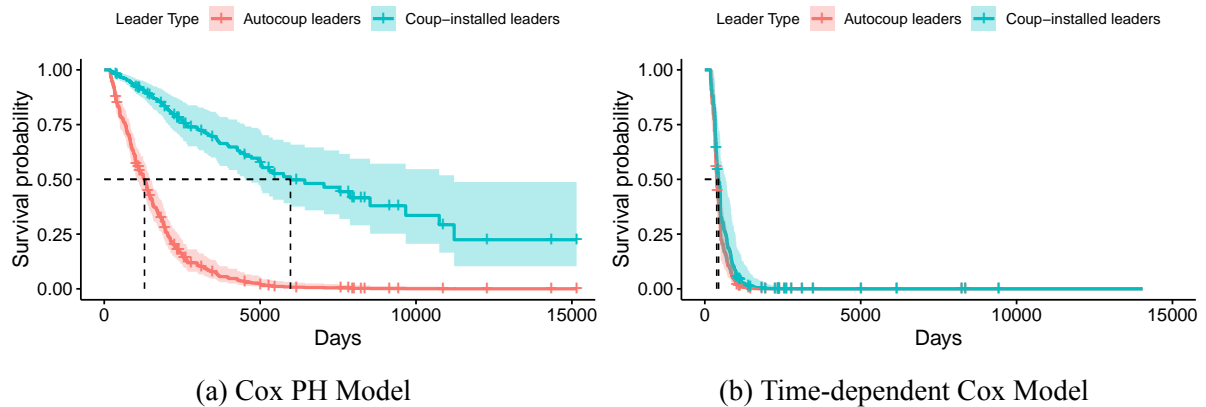 Leader Type Autocoup leaders Coup-installed leaders
1.00
0.75
0.50
0.25
0.00
Survival probability
0 5000 10000 15000
Days
(a) Cox PH Model
Leader Type Autocoup leaders Coup-installed leaders
1.00
0.75
0.50
0.25
0.00
Survival probability
0 5000 10000 15000
Days
(b) Time-dependent Cox Model